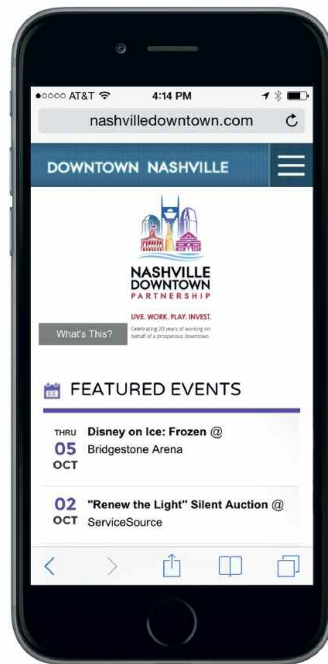 AT&T 4:14 PM
nashvilledowntown.com
DOWNTOWN NASHVILLE
NASHVILLE
DOWNTOWN
PARTNERSHIP
LIVE. WORK. PLAY. INVEST.
What's This?
Celebrating 20 years of working on
behalf of a prosperous downtown.
FEATURED EVENTS
THRU
05
OCT
Disney on Ice: Frozen @
Bridgestone Arena
02
OCT
"Renew the Light" Silent Auction @
ServiceSource